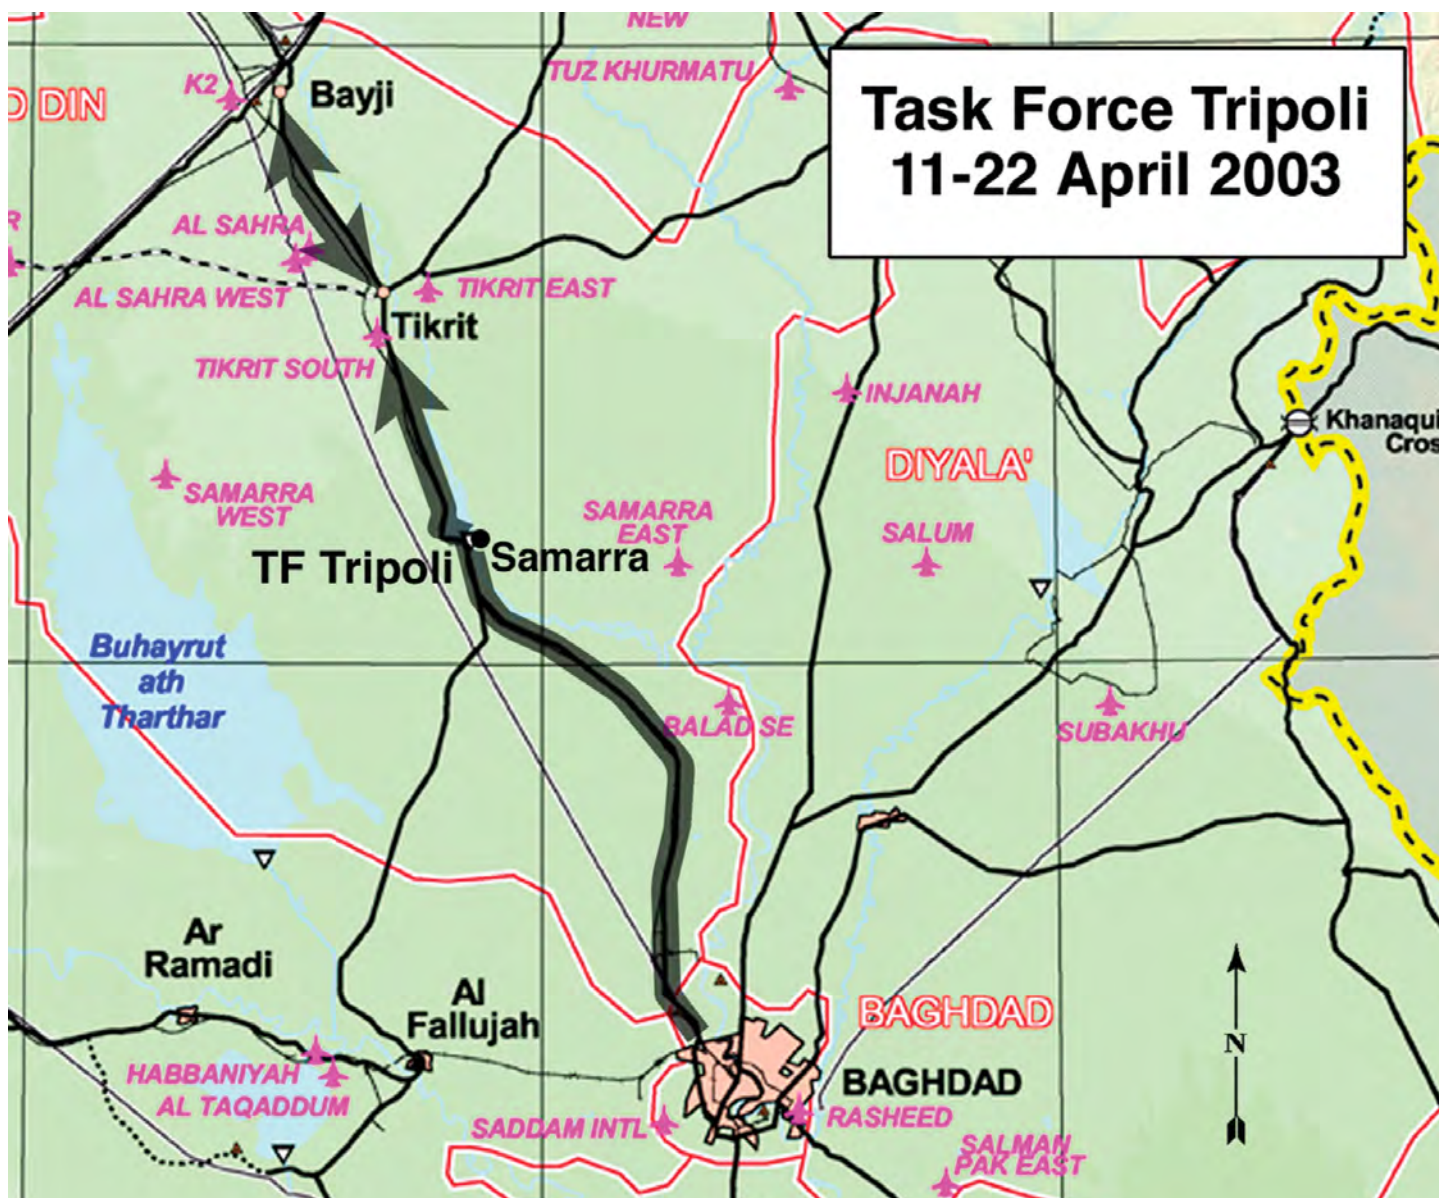 NEW
TUZ KHURMATU
K2
Bayji
D DIN
Task Force Tripoli
11-22 April 2003
R
AL SAHRA
AL SAHRA WEST
TIKRIT EAST
Tikrit
TIKRIT SOUTH
INJANAH
Khanaqui
Cros
DIYALA'
SAMARRA
WEST
SAMARRA
EAST
SALUM
TF Tripoli
Samarra
Buhayrut
ath
Tharthar
BALAD SE
SUBAKHU
Ar
Ramadi
Al
Fallujah
BAGHDAD
N
HABBANIYAH
AL TAQADDUM
BAGHDAD
SADDAM INTL
RASHEED
SALMAN
PAK EAST